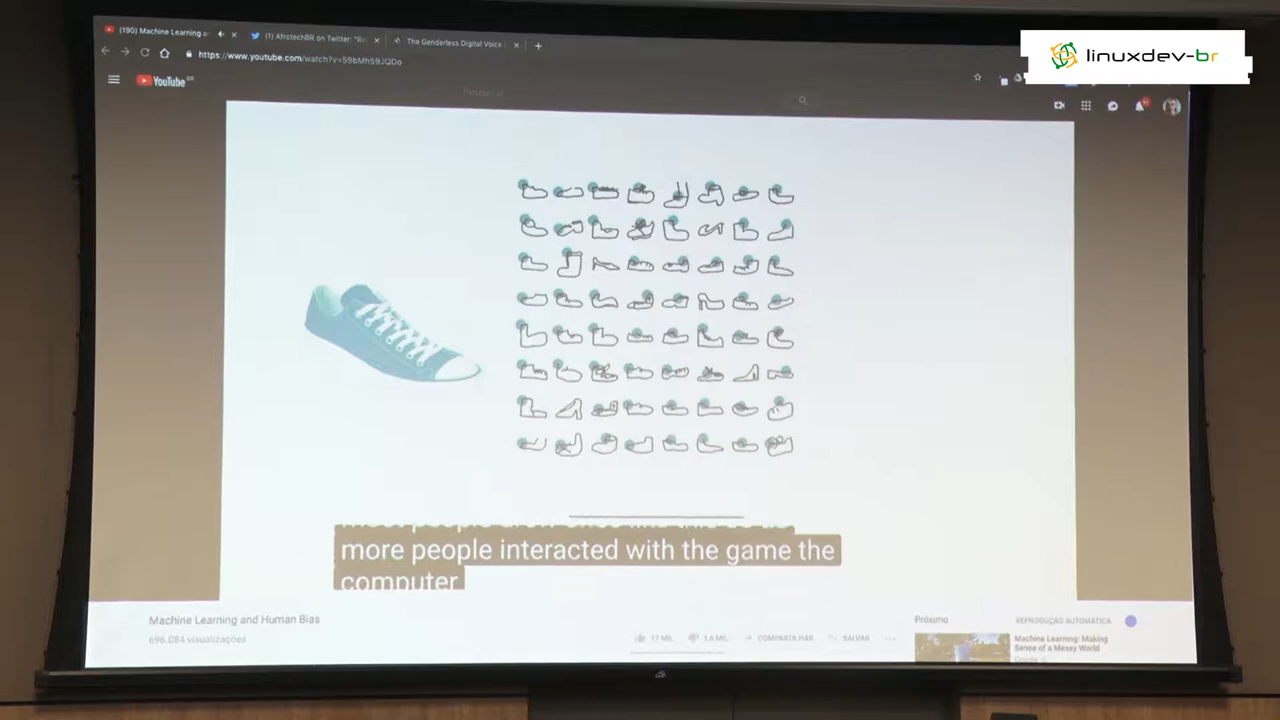 (190) Machine Learning a
(1) AfrotechBR on Twitter: "Re
The Genderless Digital Voice
linuxdev-br
https://www.youtube.com/watch?v=59bMh59JQDo
YouTube BR
more people interacted with the game the
computer
Machine Learning and Human Bias
696.084 visualizações
17 MIL
1,6 MIL
COMPARTILHAR
SALVAR
Próximo
REPRODUÇÃO AUTOMÁTICA
Machine Learning: Making
Sense of a Messy World